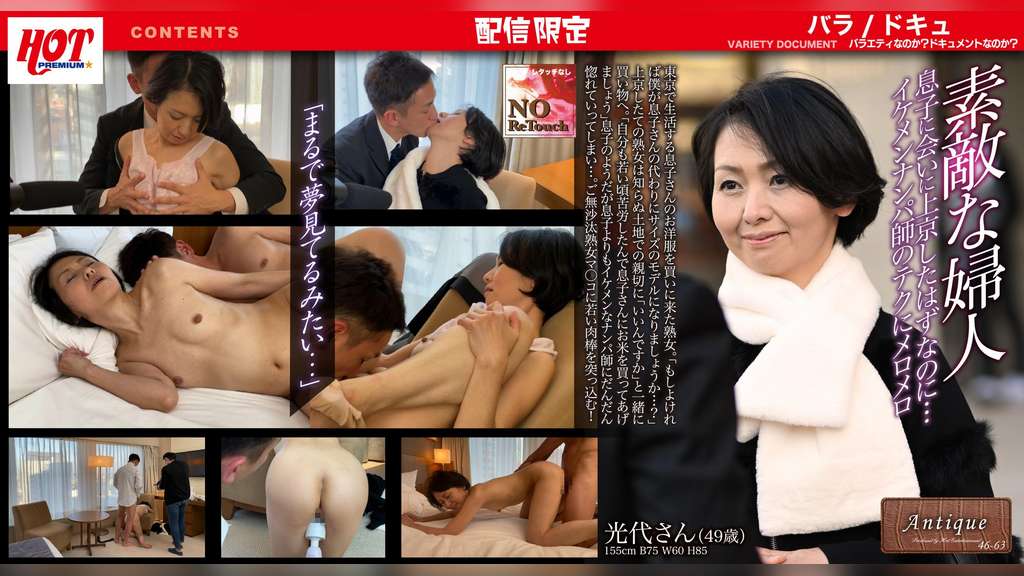 HOT
PREMIUM
CONTENTS
配信限定
バラ/ドキュ
VARIETY DOCUMENT バラエティなのか?ドキュメントなのか?
レタッチなし
NO
ReTouch
素敵な婦人
息子に会いに上京したはずなのに…
イケメンナンパ師のテクにメロメロ
東京で生活する息子さんのお洋服を買いに来た熟女。「もしよければ僕が息子さんの代わりにサイズのモデルになりましょうか…?」
上京したての熟女は知らぬ土地での親切に「いいんですか」と一緒に
買い物へ。「自分も若い頃苦労したんで息子さんにお米を買ってあげ
ましょう」息子のようだが息子よりもイケメンなナンパ師にだんだん
惚れていってしまい…。ご無沙汰熟女マ〇コに若い肉棒を突っ込む!
「まるで夢見てるみたい…」
光代さん(49歳)
155cm B75 W60 H85
Antique
Produced by Hot Entertainment
46~63